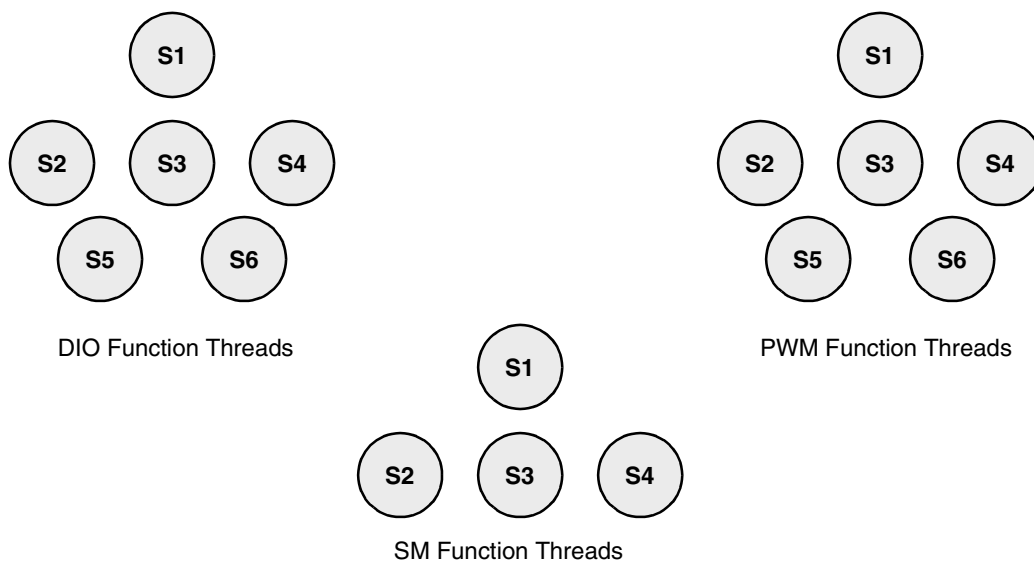 S1
S2 S3 S4
S5 S6
DIO Function Threads
S1
S2 S3 S4
S5 S6
PWM Function Threads
S1
S2 S3 S4
SM Function Threads